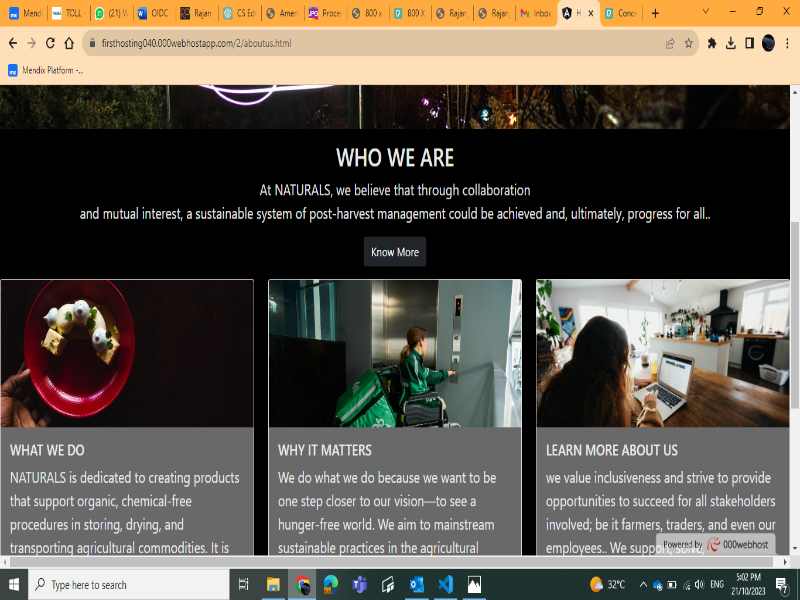 Mendi
TOLL
(21) W
OIDC
Rajan
CS Edi
Amer
Proce
800 x
800 X
Rajan
Rajan
Inbox
H
Conc
firsthosting040.000webhostapp.com/2/aboutus.html
Mendix Platform -...
WHO WE ARE
At NATURALS, we believe that through collaboration
and mutual interest, a sustainable system of post-harvest management could be achieved and, ultimately, progress for all..
Know More
WHAT WE DO
NATURALS is dedicated to creating products
that support organic, chemical-free
procedures in storing, drying, and
transporting agricultural commodities. It is
WHY IT MATTERS
We do what we do because we want to be
one step closer to our vision—to see a
hunger-free world. We aim to mainstream
sustainable practices in the agricultural
LEARN MORE ABOUT US
we value inclusiveness and strive to provide
opportunities to succeed for all stakeholders
involved; be it farmers, traders, and even our
employees.. We support, solve,
Powered by 000webhost
Type here to search
32°C
ENG
5:02 PM
21/10/2023
7